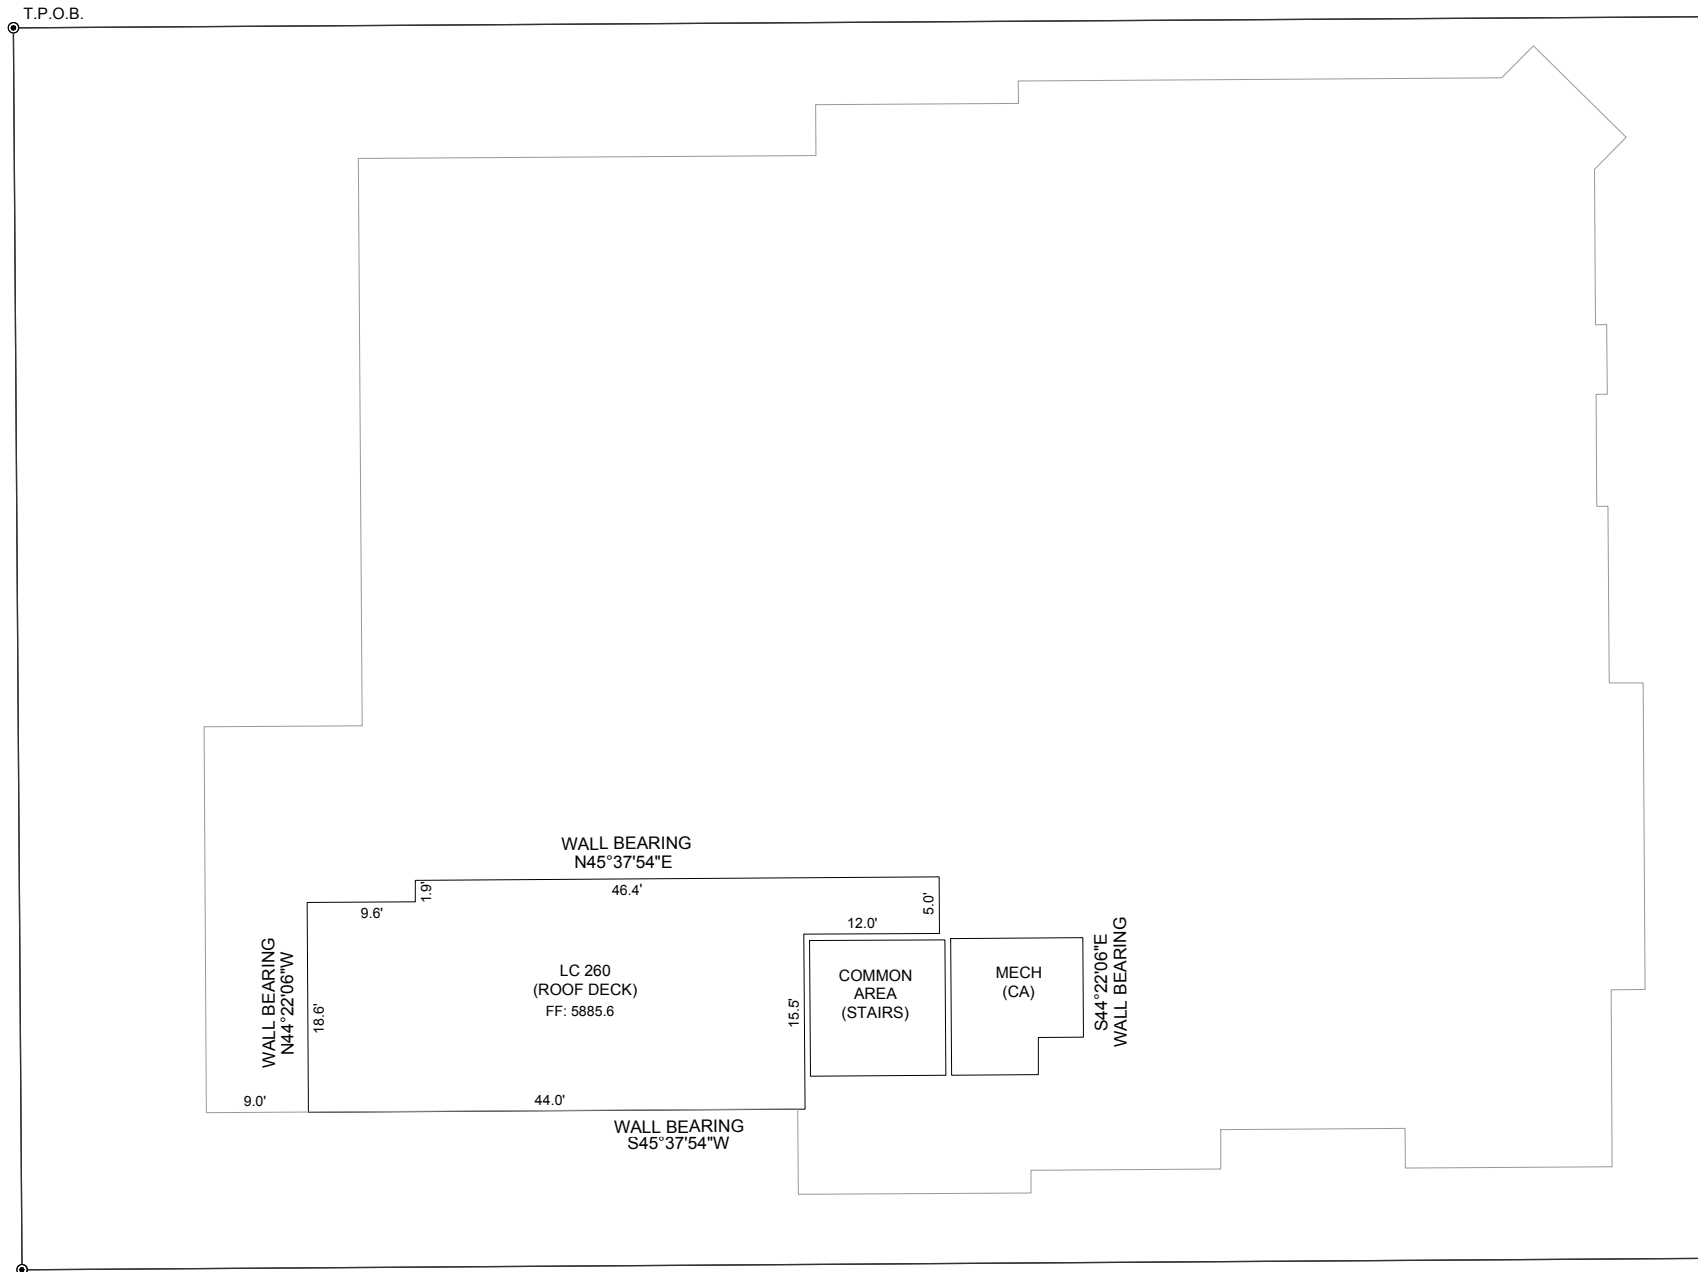 T.P.O.B.
WALL BEARING
N45°37'54"E
46.4'
1.9'
9.6'
5.0'
12.0'
WALL BEARING
N44°22'06"W
18.6'
LC 260
(ROOF DECK)
FF: 5885.6
15.5'
COMMON
AREA
(STAIRS)
MECH
(CA)
S44°22'06"E
WALL BEARING
9.0'
44.0'
WALL BEARING
S45°37'54"W